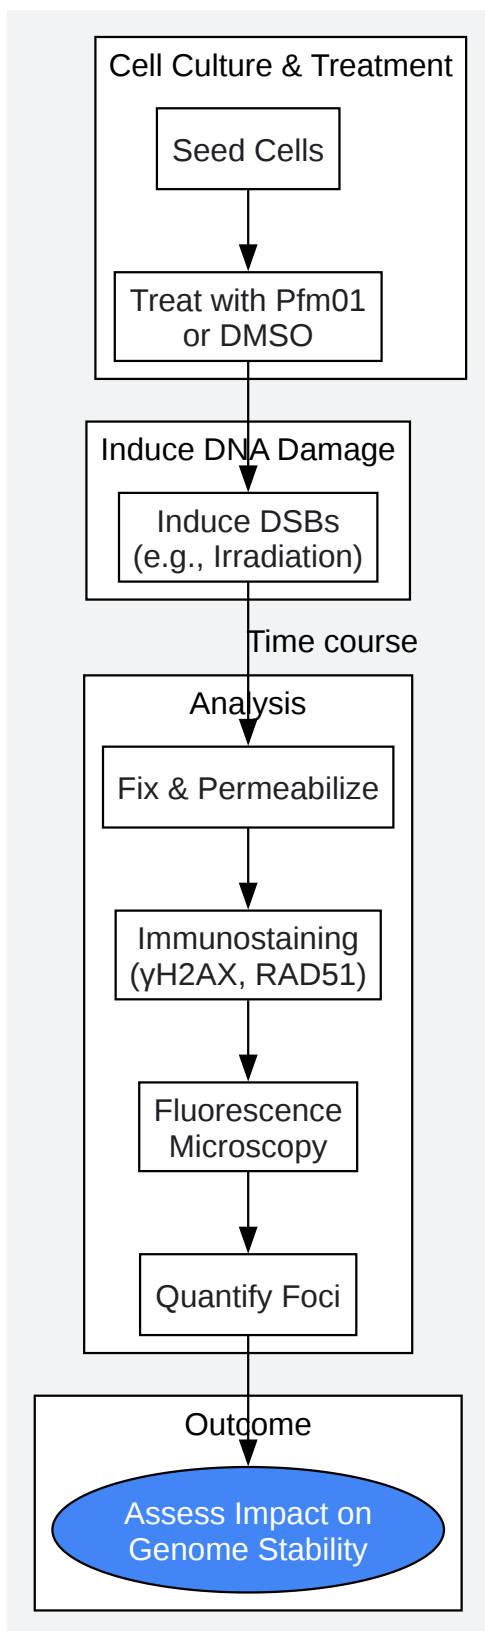 Cell Culture & Treatment
Seed Cells
Treat with Pfm01
or DMSO
Induce DNA Damage
Induce DSBs
(e.g., Irradiation)
Time course
Analysis
Fix & Permeabilize
Immunostaining
(γH2AX, RAD51)
Fluorescence
Microscopy
Quantify Foci
Outcome
Assess Impact on
Genome Stability